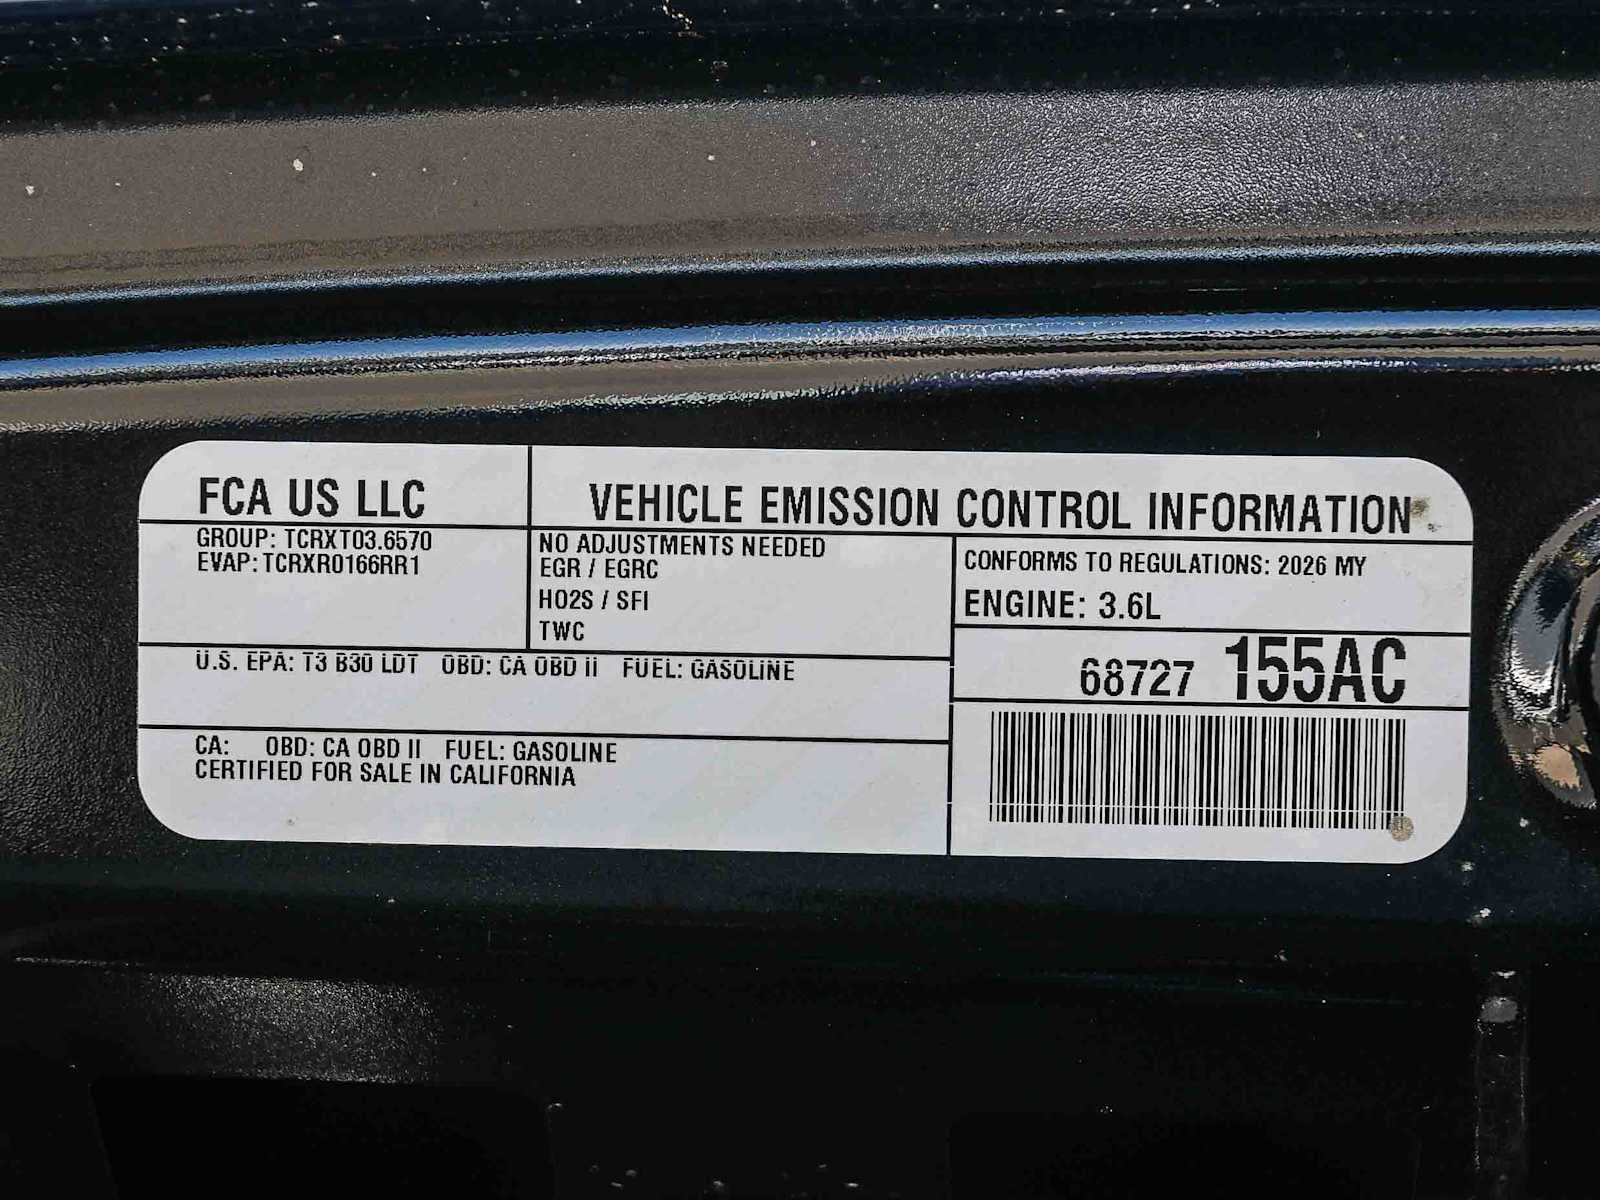 FCA US LLC
VEHICLE EMISSION CONTROL INFORMATION
GROUP: TCRXT03.6570
EVAP: TCRXR0166RR1
NO ADJUSTMENTS NEEDED
EGR / EGRC
HO2S / SFI
TWC
CONFORMS TO REGULATIONS: 2026 MY
ENGINE: 3.6L
68727 155AC
U.S. EPA: T3 B30 LDT OBD: CA OBD II FUEL: GASOLINE
CA: OBD: CA OBD II FUEL: GASOLINE
CERTIFIED FOR SALE IN CALIFORNIA